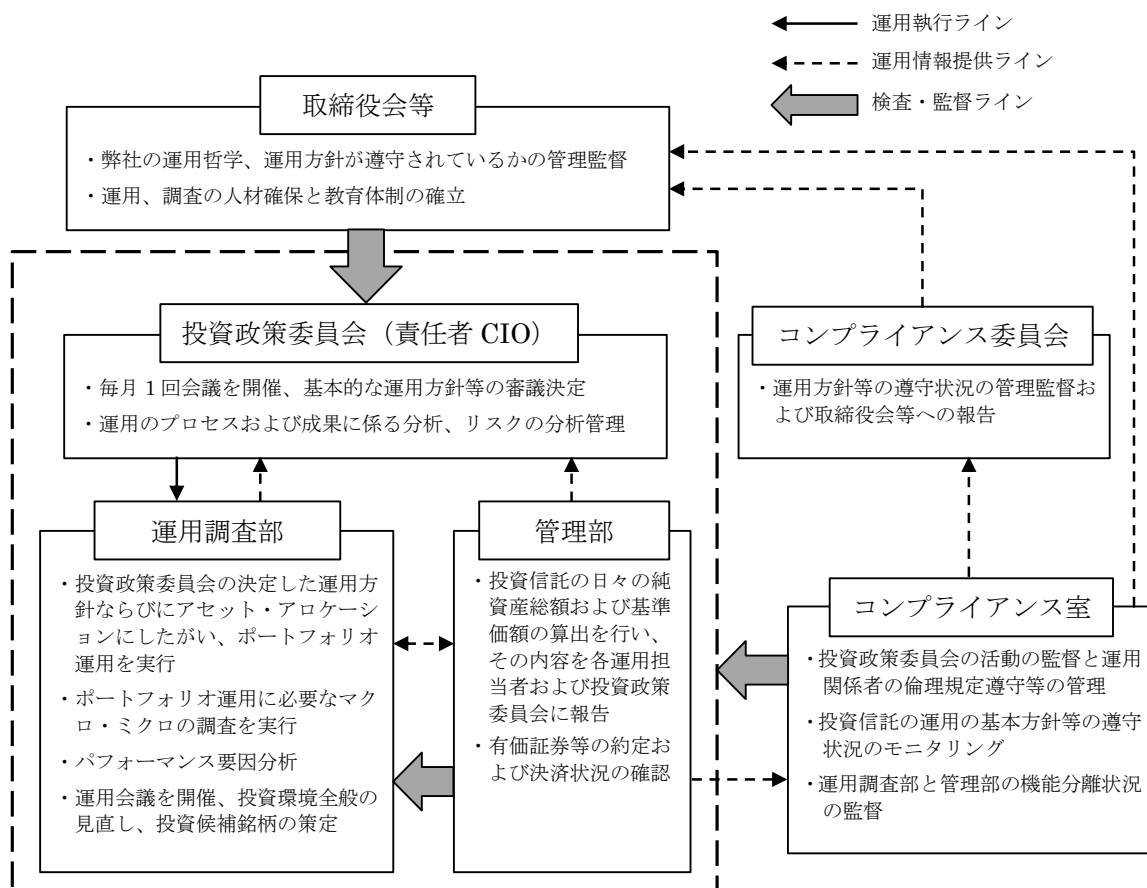 運用執行ライン
運用情報提供ライン
検査・監督ライン
取締役会等
・弊社の運用哲学、運用方針が遵守されているかの管理監督
・運用、調査の人材確保と教育体制の確立
投資政策委員会（責任者 CIO）
・毎月 1 回会議を開催、基本的な運用方針等の審議決定
・運用のプロセスおよび成果に係る分析、リスクの分析管理
コンプライアンス委員会
・運用方針等の遵守状況の管理監督お
よび取締役会等への報告
運用調査部
・投資政策委員会の決定した運用方
針ならびにアセット・アロケーシ
ョンにしたがい、ポートフォリオ
運用を実行
・ポートフォリオ運用に必要なマク
ロ・ミクロの調査を実行
・パフォーマンス要因分析
・運用会議を開催、投資環境全般の
見直し、投資候補銘柄の策定
管理部
・投資信託の日々の純
資産総額および基準
価額の算出を行い、
その内容を各運用担
当者および投資政策
委員会に報告
・有価証券等の約定お
よび決済状況の確認
コンプライアンス室
・投資政策委員会の活動の監督と運用
関係者の倫理規定遵守等の管理
・投資信託の運用の基本方針等の遵守
状況のモニタリング
・運用調査部と管理部の機能分離状況
の監督